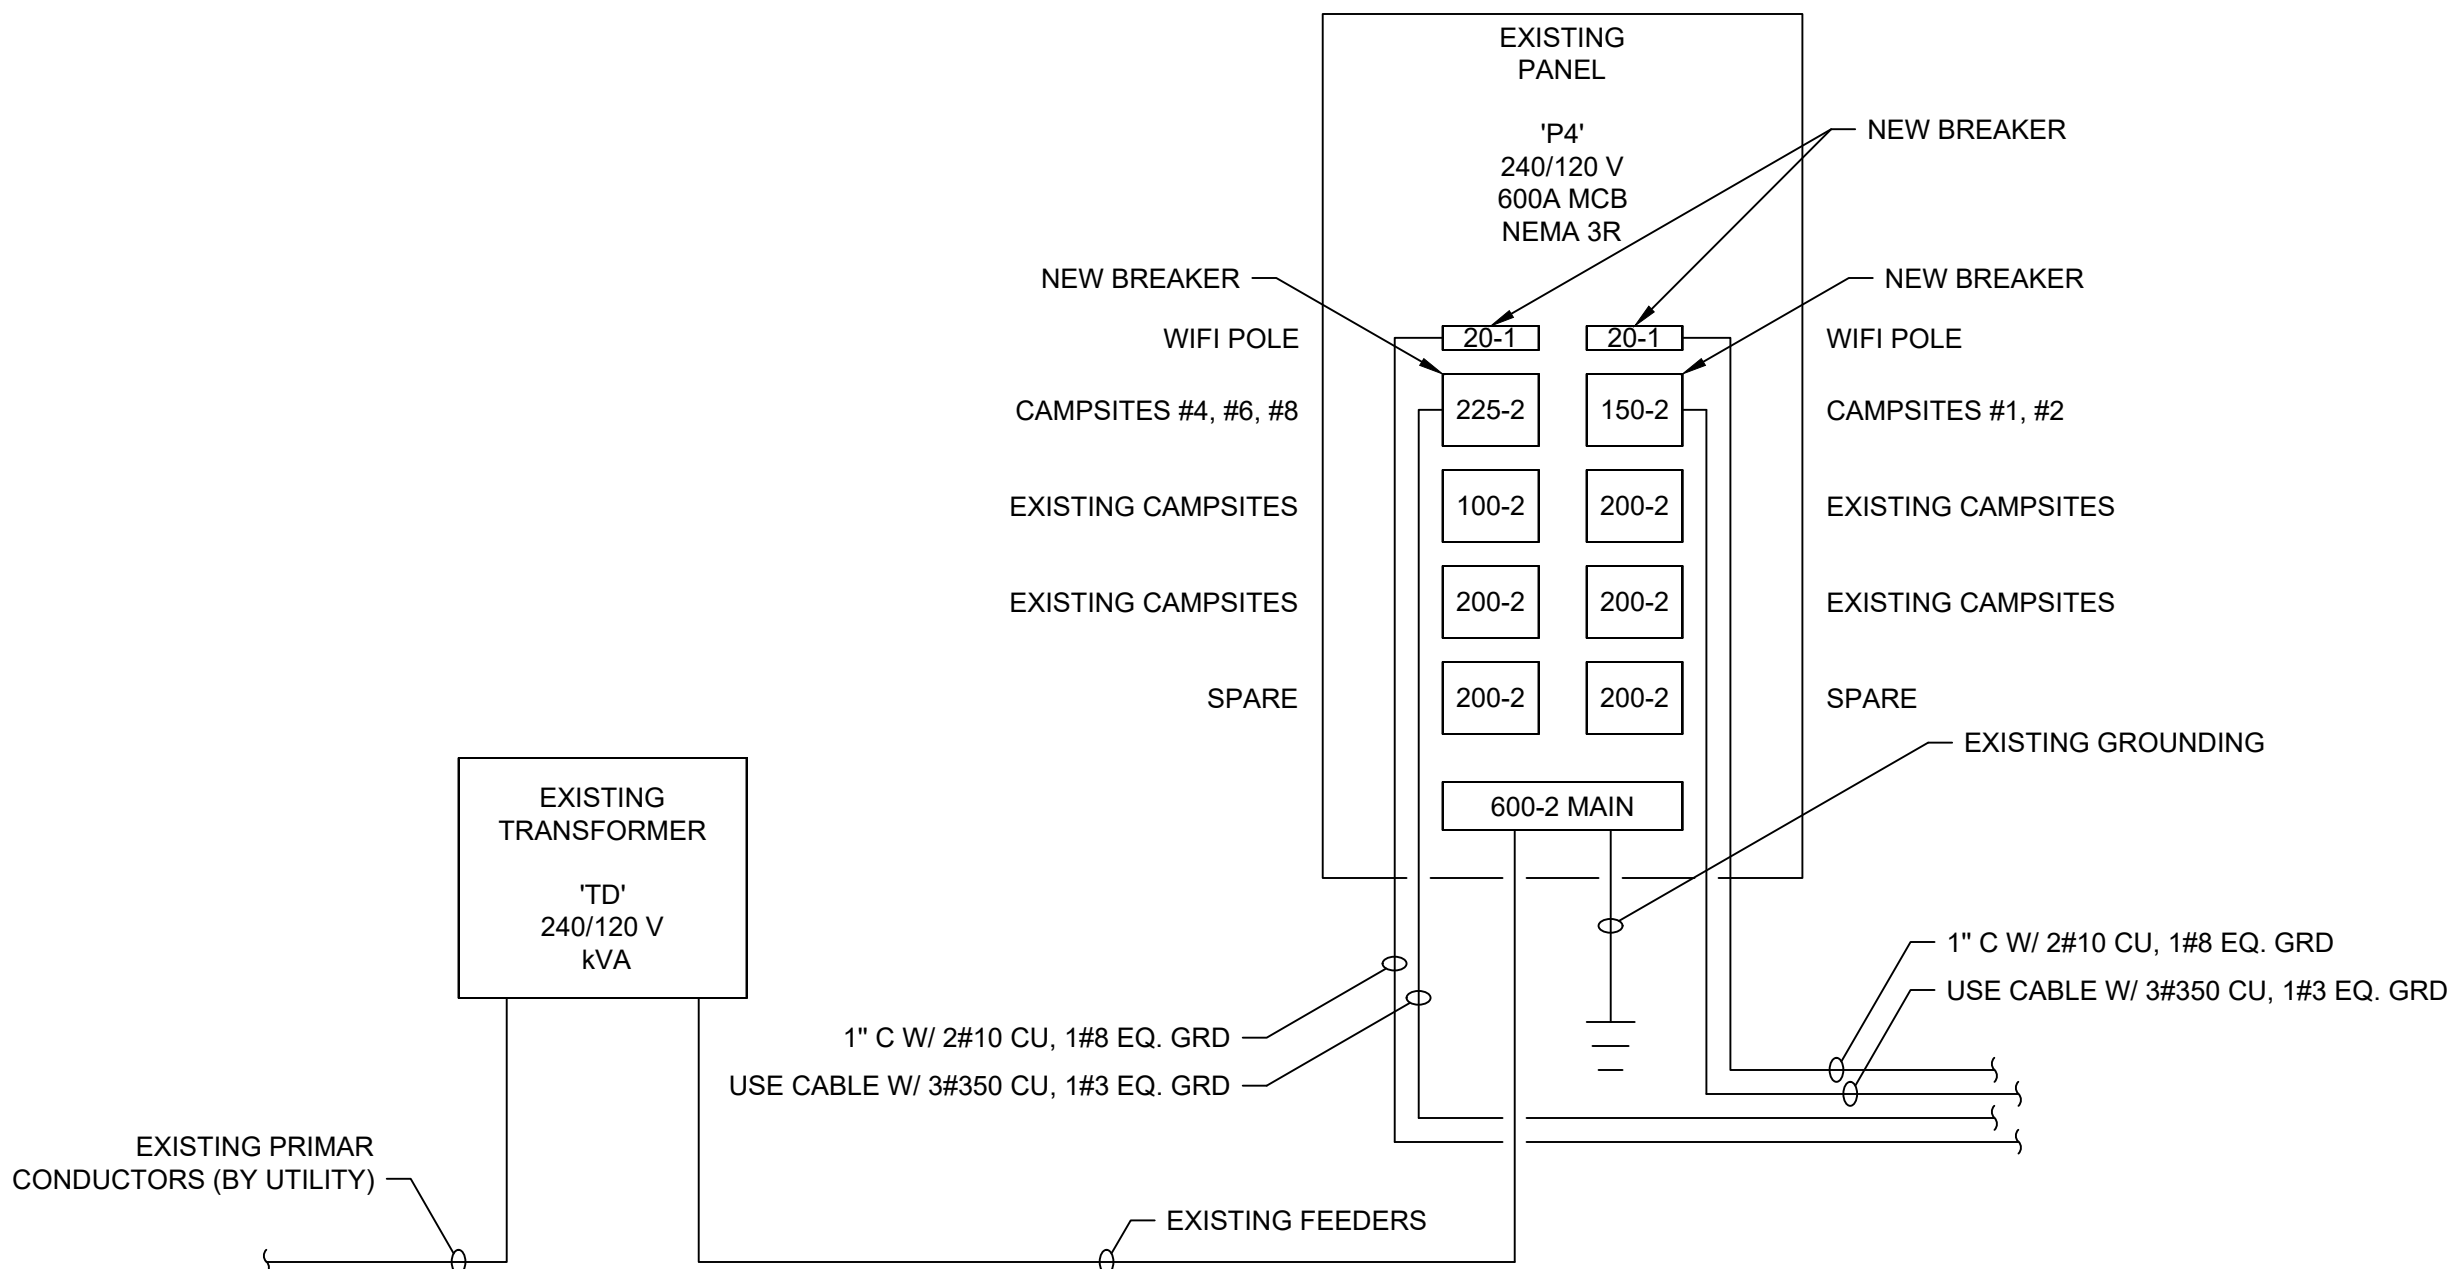 EXISTING
PANEL
'P4'
240/120 V
600A MCB
NEMA 3R
NEW BREAKER
NEW BREAKER
NEW BREAKER
WIFI POLE
20-1
20-1
WIFI POLE
CAMPSITES #4, #6, #8
225-2
150-2
CAMPSITES #1, #2
EXISTING CAMPSITES
100-2
200-2
EXISTING CAMPSITES
EXISTING CAMPSITES
200-2
200-2
EXISTING CAMPSITES
SPARE
200-2
200-2
SPARE
EXISTING GROUNDING
600-2 MAIN
EXISTING
TRANSFORMER
'TD'
240/120 V
kVA
1" C W/ 2#10 CU, 1#8 EQ. GRD
USE CABLE W/ 3#350 CU, 1#3 EQ. GRD
1" C W/ 2#10 CU, 1#8 EQ. GRD
USE CABLE W/ 3#350 CU, 1#3 EQ. GRD
EXISTING PRIMAR
CONDUCTORS (BY UTILITY)
EXISTING FEEDERS